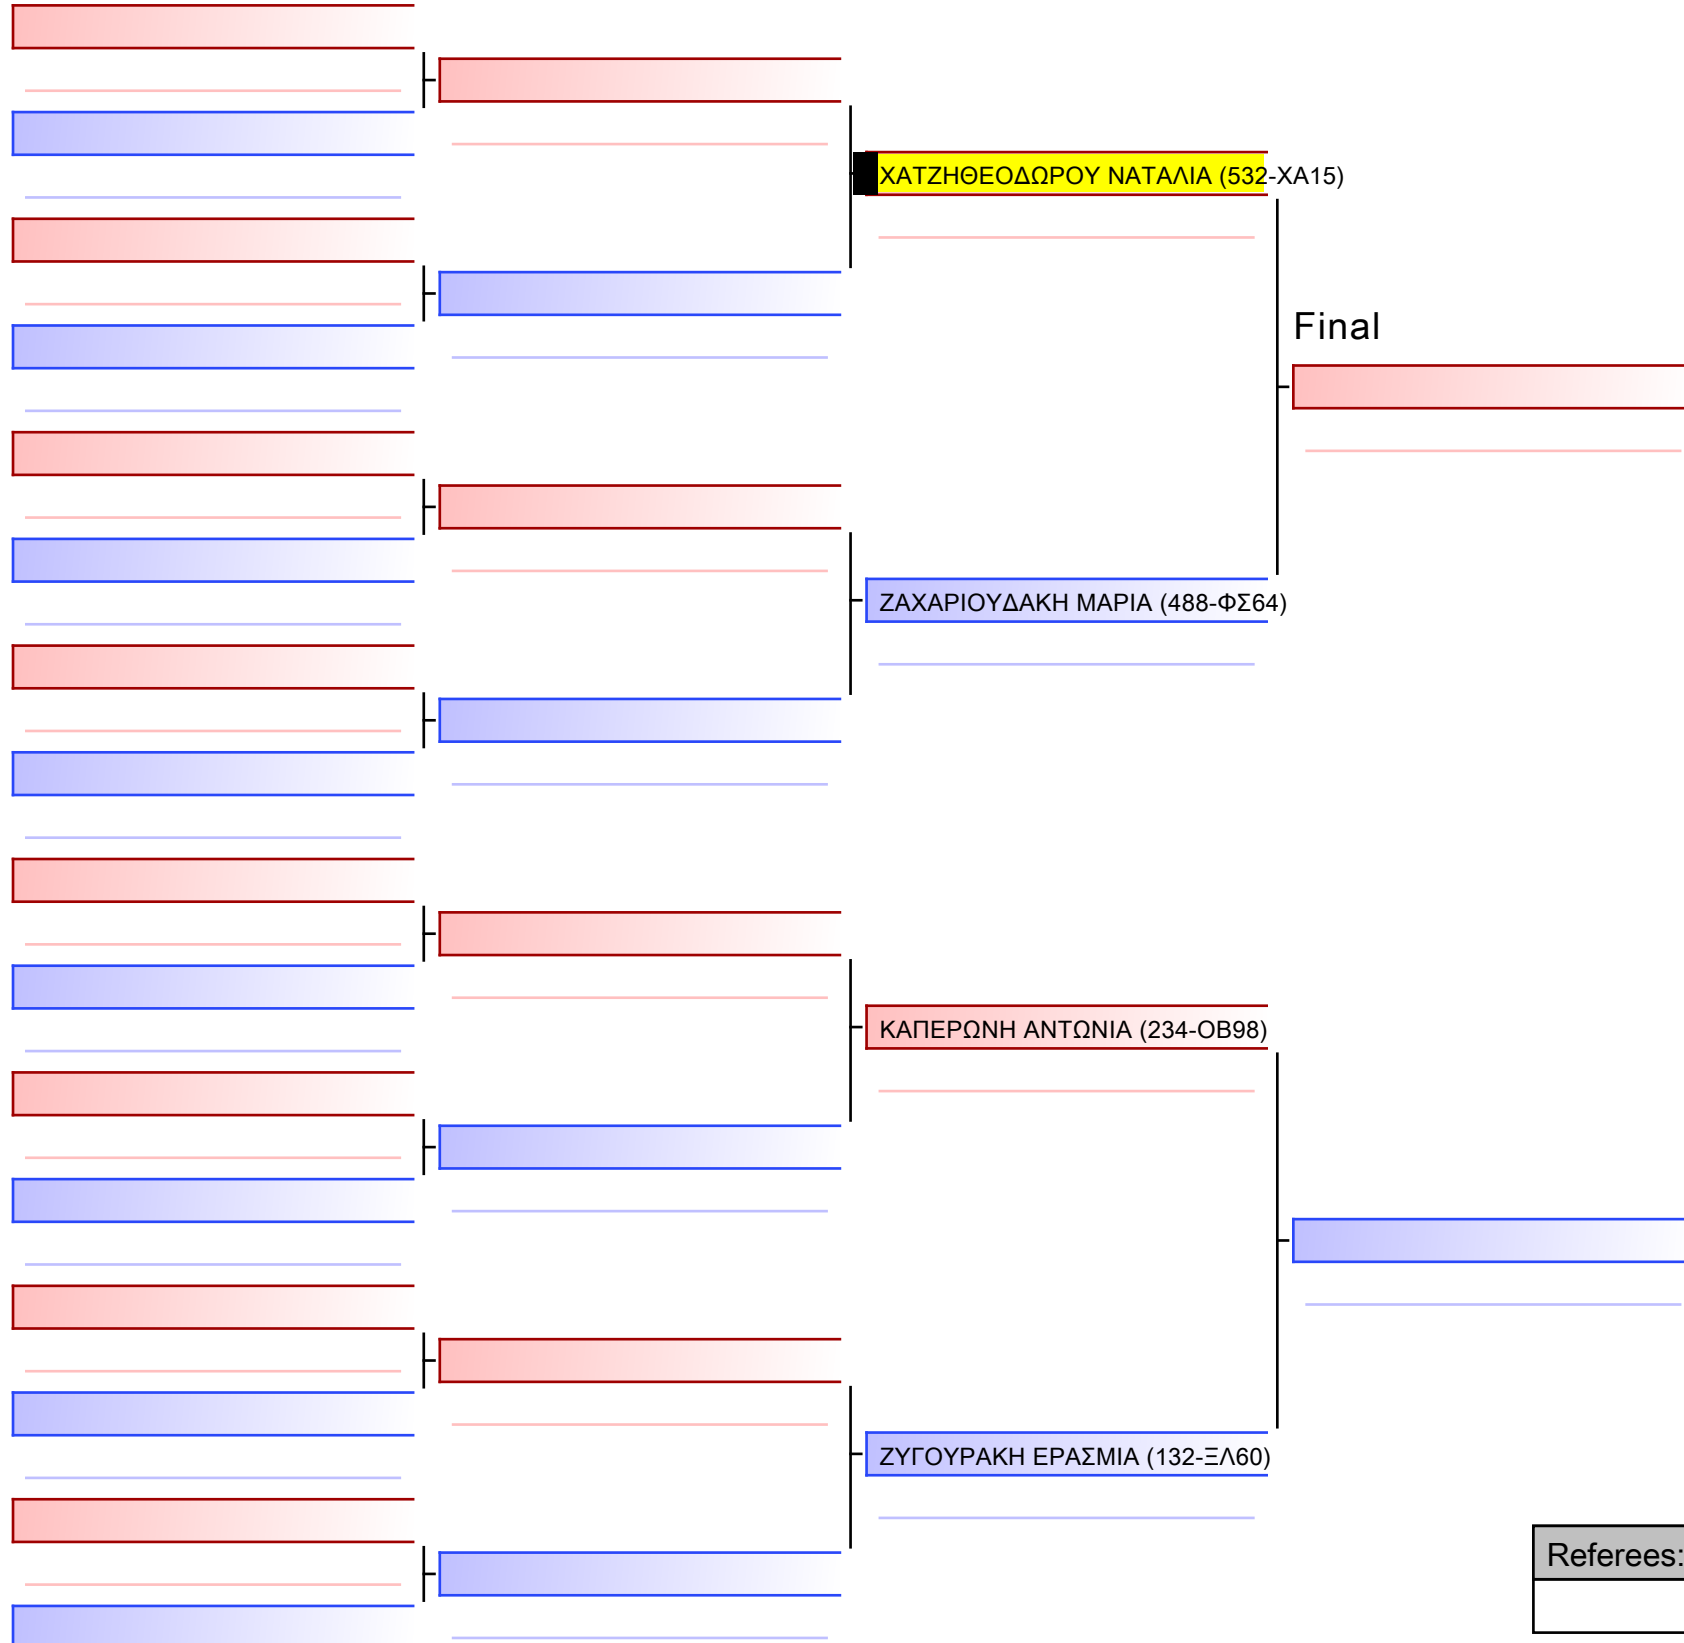 ΧΑΤΖΗΘΕΟΔΩΡΟΥ ΝΑΤΑΛΙΑ (532-ΧΑ15)
Final
ΖΑΧΑΡΙΟΥΔΑΚΗ ΜΑΡΙΑ (488-ΦΣ64)
ΚΑΠΕΡΩΝΗ ΑΝΤΩΝΙΑ (234-ΟΒ98)
ΖΥΓΟΥΡΑΚΗ ΕΡΑΣΜΙΑ (132-ΞΛ60)
Referees: